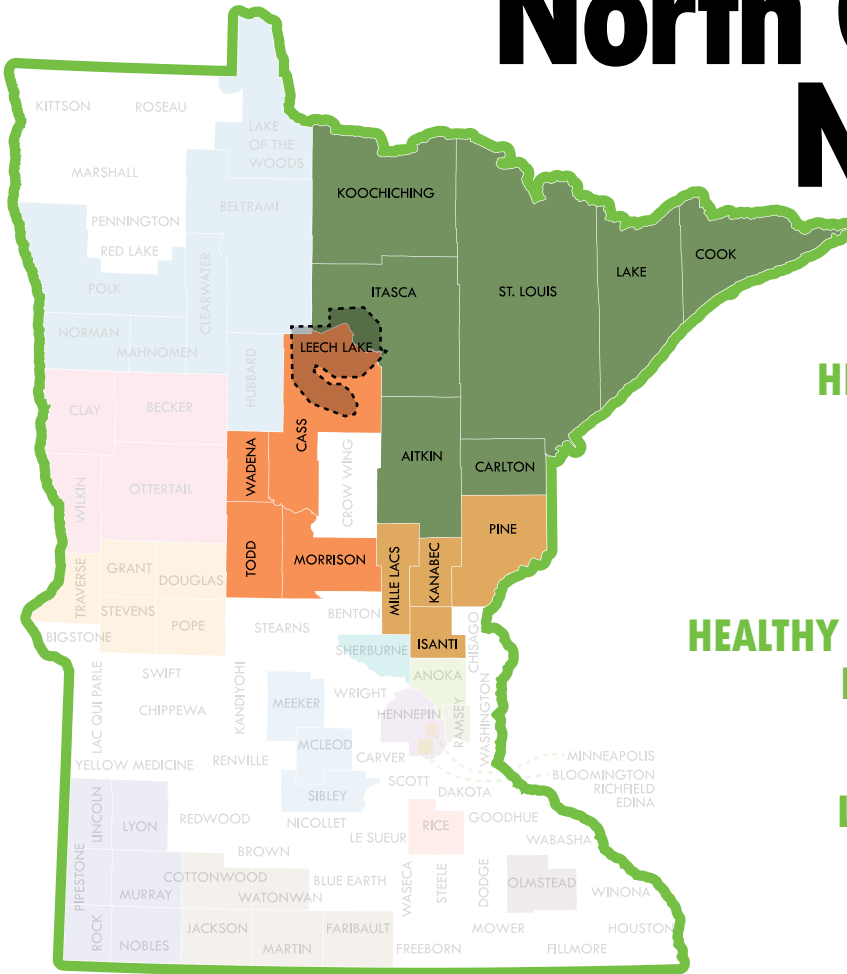 North
KITTSON
ROSEAU
LAKE
OF THE
WOODS
MARSHALL
KOOCHICHING
BELTRAMI
PENNINGTON
RED LAKE
COOK
LAKE
POLK
CLEARWATER
ITASCA
ST. LOUIS
NORMAN
MAHNOMEN
LEECH LAKE
HUBBARD
HE
CLAY
BECKER
CASS
WADENA
CROW WING
AITKIN
CARLTON
WILKIN
OTTERTAIL
PINE
TODD
MORRISON
MILLE LACS
KANABEC
TRAVERSE
GRANT
DOUGLAS
STEVENS
POPE
BENTON
STEARNS
BIGSTONE
ISANTI
CHISAGO
HEALTHY
SHERBURNE
SWIFT
LAC QUI PARLE
KANDIYOHI
ANOKA
CHIPPEWA
MEEKER
WRIGHT
HENNEPIN
RAMSEY
WASHINGTON
MCLEOD
YELLOW MEDICINE
RENVILLE
CARVER
MINNEAPOLIS
BLOOMINGTON
RICHFIELD
EDINA
SCOTT
DAKOTA
SIBLEY
LINCOLN
LYON
REDWOOD
NICOLLET
LE SUEUR
RICE
GOODHUE
WABASHA
BROWN
PIPESTONE
MURRAY
COTTONWOOD
WATONWAN
BLUE EARTH
WASECA
STEELE
DODGE
OLMSTEAD
WINONA
ROCK
NOBLES
JACKSON
MARTIN
FARIBAULT
FREEBORN
MOWER
FILLMORE
HOUSTON